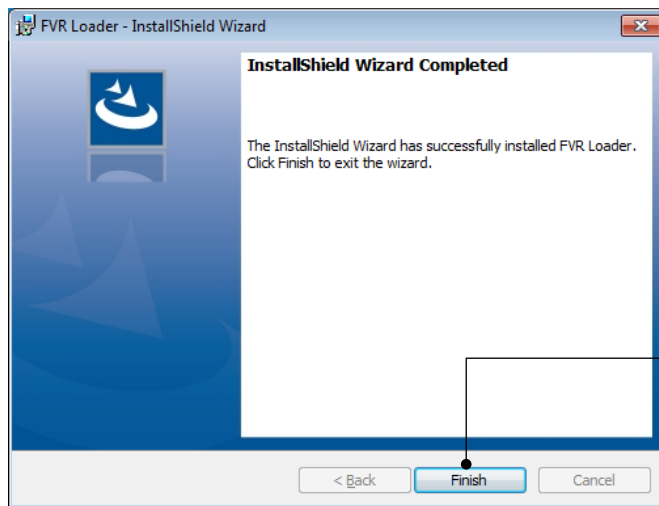 FVR Loader - InstallShield Wizard
InstallShield Wizard Completed
The InstallShield Wizard has successfully installed FVR Loader.
Click Finish to exit the wizard.
< Back Finish Cancel